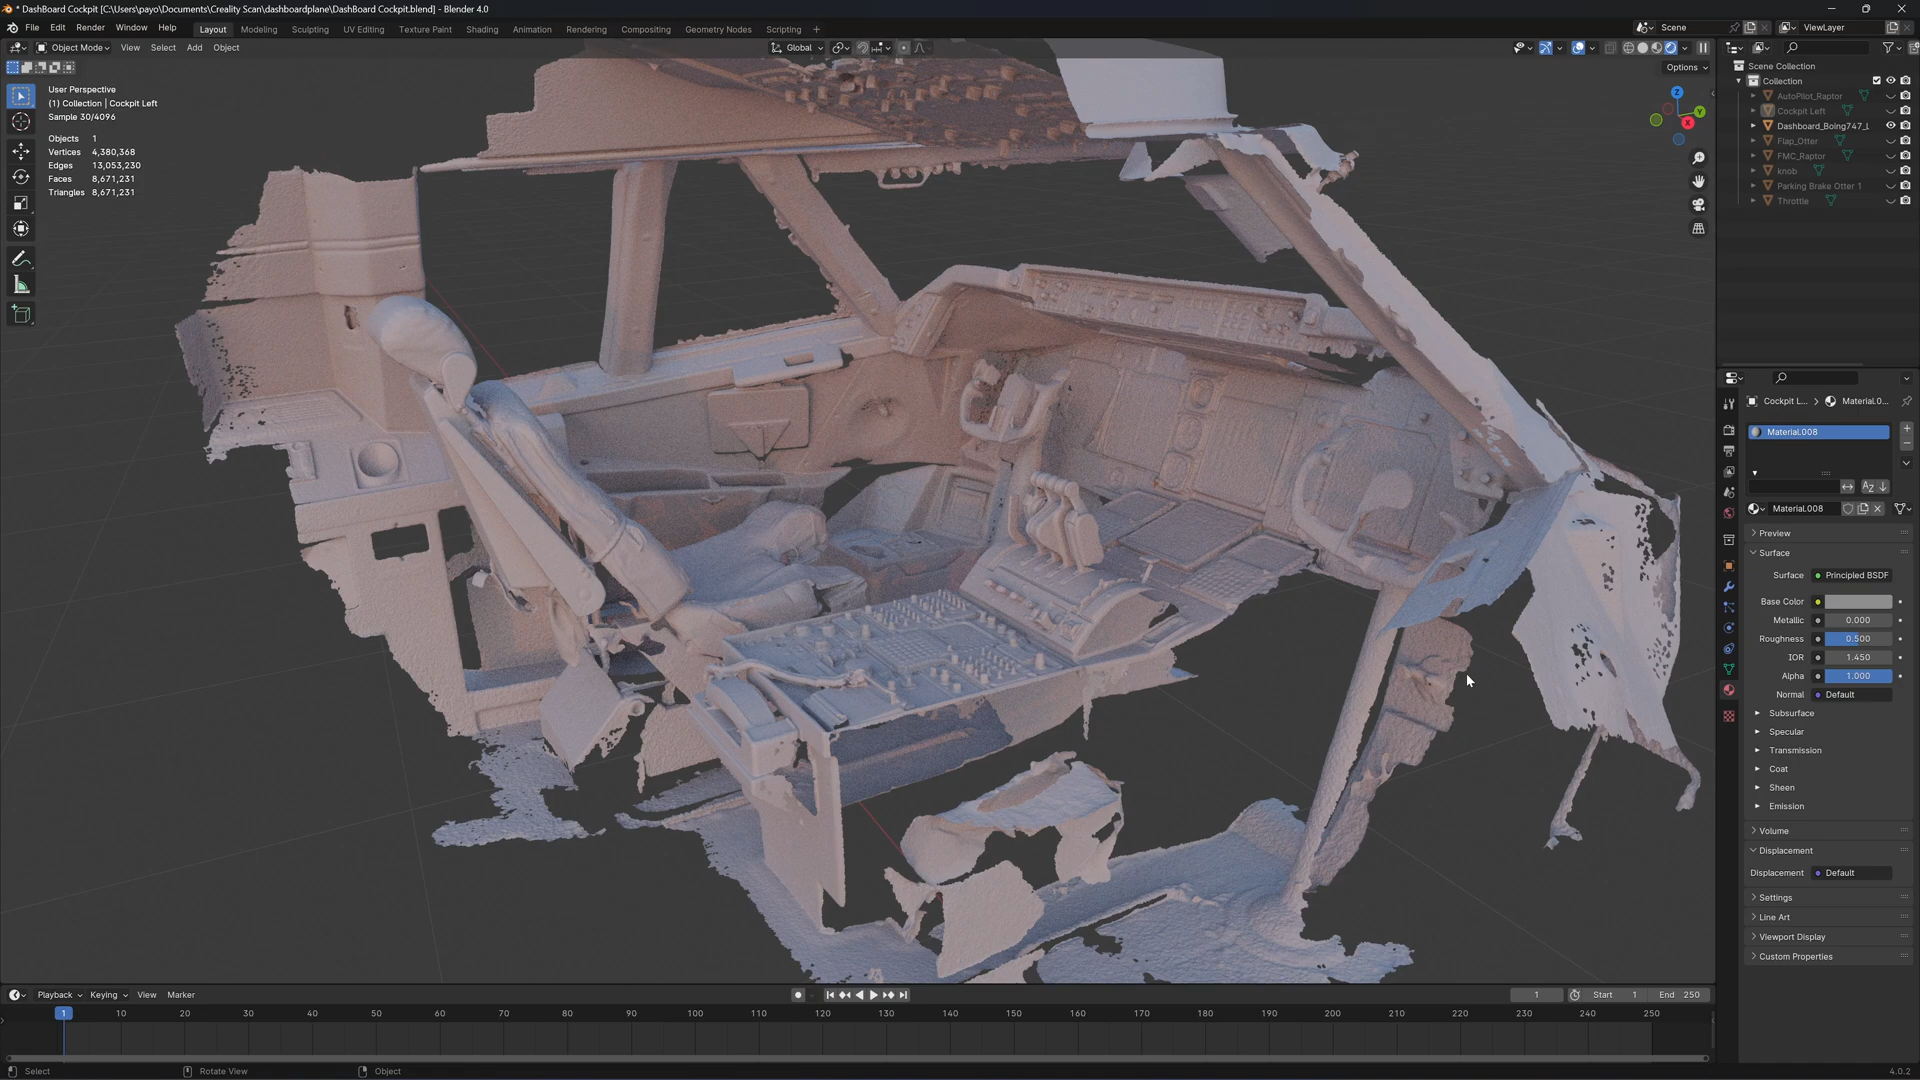 * DashBoard Cockpit [C:\Users\payo\Documents\Creality Scan\dashboardplane\DashBoard Cockpit.blend] - Blender 4.0
File Edit Render Window Help
Layout Modeling Sculpting UV Editing Texture Paint Shading Animation Rendering Compositing Geometry Nodes Scripting +
Scene
ViewLayer
Object Mode View Select Add Object
Global
Options
User Perspective
(1) Collection | Cockpit Left
Sample 30/4096
Objects 1
Vertices 4,380,368
Edges 13,053,230
Faces 8,671,231
Triangles 8,671,231
Z
Y
X
Scene Collection
Collection
AutoPilot_Raptor
Cockpit Left
Dashboard_Boing747_L
Flap_Otter
FMC_Raptor
knob
Parking Brake Otter 1
Throttle
Cockpit L... > Material.0...
Material.008
Material.008
Preview
Surface
Surface Principled BSDF
Base Color
Metallic 0.000
Roughness 0.500
IOR 1.450
Alpha 1.000
Normal Default
Subsurface
Specular
Transmission
Coat
Sheen
Emission
Volume
Displacement
Displacement Default
Settings
Line Art
Viewport Display
Custom Properties
Playback Keying View Marker
1 Start 1 End 250
1 10 20 30 40 50 60 70 80 90 100 110 120 130 140 150 160 170 180 190 200 210 220 230 240 250
Select Rotate View Object
4.0.2